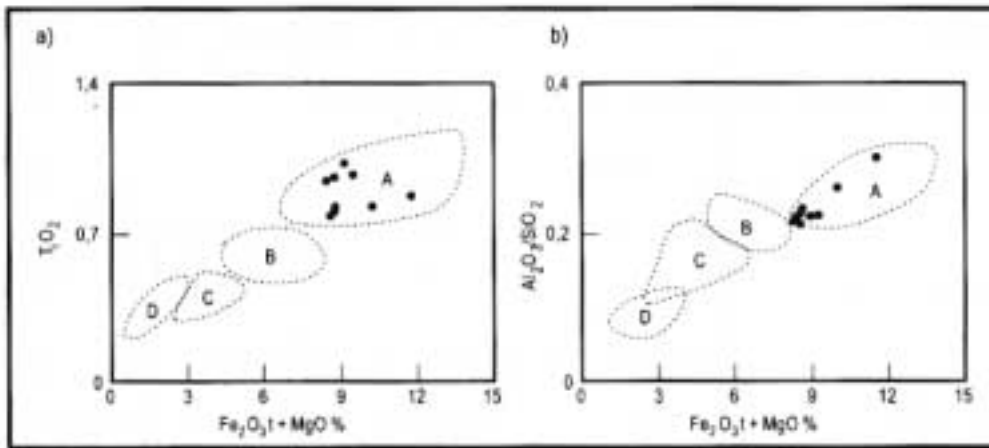 a)
1,4
0,7
0
TiO2
A
B
C
D
0 3 6 9 12 15
Fe2O3t + MgO %
b)
0,4
0,2
0
Al2O3/SiO2
A
B
C
D
0 3 6 9 12 15
Fe2O3t + MgO %